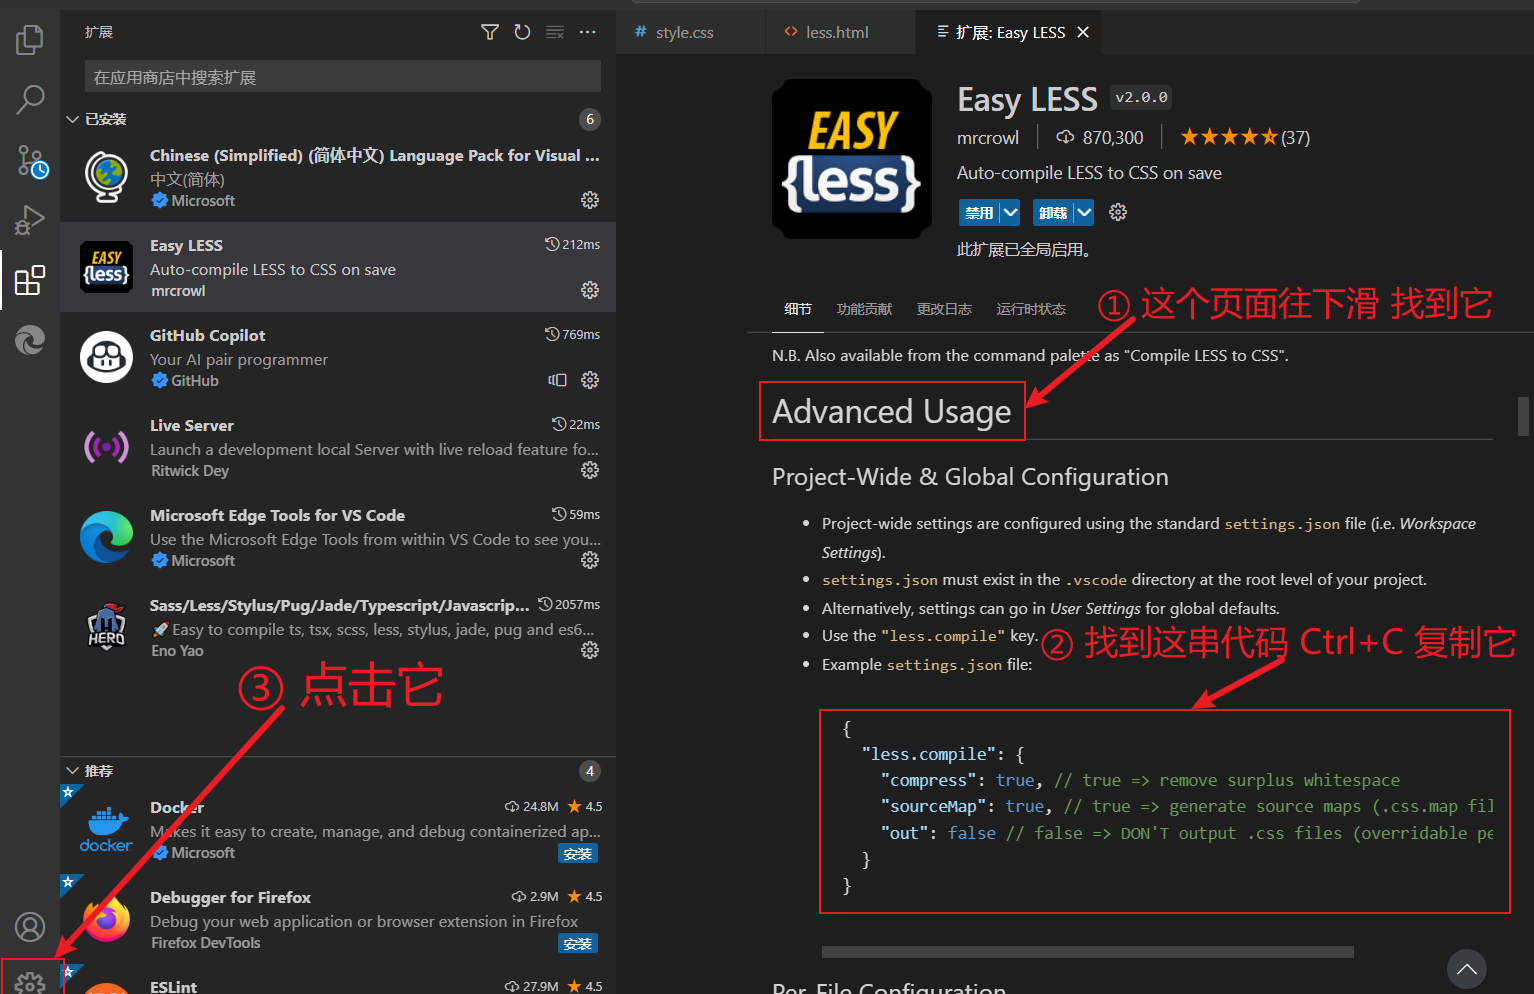 扩展
style.css
less.html
扩展: Easy LESS
在应用商店中搜索扩展
已安装
6
Chinese (Simplified) (简体中文) Language Pack for Visual ...
中文(简体)
Microsoft
EASY
{less}
Easy LESS
212ms
Auto-compile LESS to CSS on save
mrcrowl
GitHub Copilot
769ms
Your AI pair programmer
GitHub
Live Server
22ms
Launch a development local Server with live reload feature fo...
Ritwick Dey
Microsoft Edge Tools for VS Code
59ms
Use the Microsoft Edge Tools from within VS Code to see you...
Microsoft
HERO
Sass/Less/Stylus/Pug/Jade/Typescript/Javascrip...
2057ms
🚀Easy to compile ts, tsx, scss, less, stylus, jade, pug and es6...
Eno Yao
③ 点击它
推荐
4
docker
Docker
24.8M
4.5
Makes it easy to create, manage, and debug containerized ap...
Microsoft
安装
Debugger for Firefox
2.9M
4.5
Debug your web application or browser extension in Firefox
Firefox DevTools
安装
ESLint
27.9M
4.5
EASY
{less}
Easy LESS
v2.0.0
mrcrowl
870,300
(37)
Auto-compile LESS to CSS on save
禁用
卸载
此扩展已全局启用。
细节
功能贡献
更改日志
运行时状态
① 这个页面往下滑 找到它
N.B. Also available from the command palette as "Compile LESS to CSS".
Advanced Usage
Project-Wide & Global Configuration
• Project-wide settings are configured using the standard settings.json file (i.e. Workspace
Settings).
• settings.json must exist in the .vscode directory at the root level of your project.
• Alternatively, settings can go in User Settings for global defaults.
• Use the "less.compile" key.
② 找到这串代码 Ctrl+C 复制它
• Example settings.json file:
{
"less.compile": {
"compress": true, // true => remove surplus whitespace
"sourceMap": true, // true => generate source maps (.css.map fil
"out": false // false => DON'T output .css files (overridable pe
}
}
Per-File Configuration